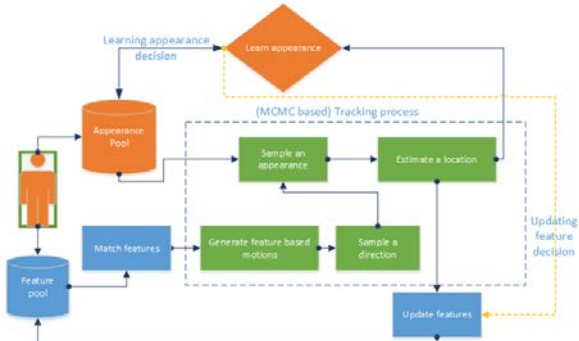 Learning appearance
decision
Learn appearance
(MCMC based) Tracking process
Appearance
Pool
Sample an
appearance
Estimate a location
Updating
feature
decision
Match features
Generate feature based
motions
Sample a
direction
Feature
pool
Update features